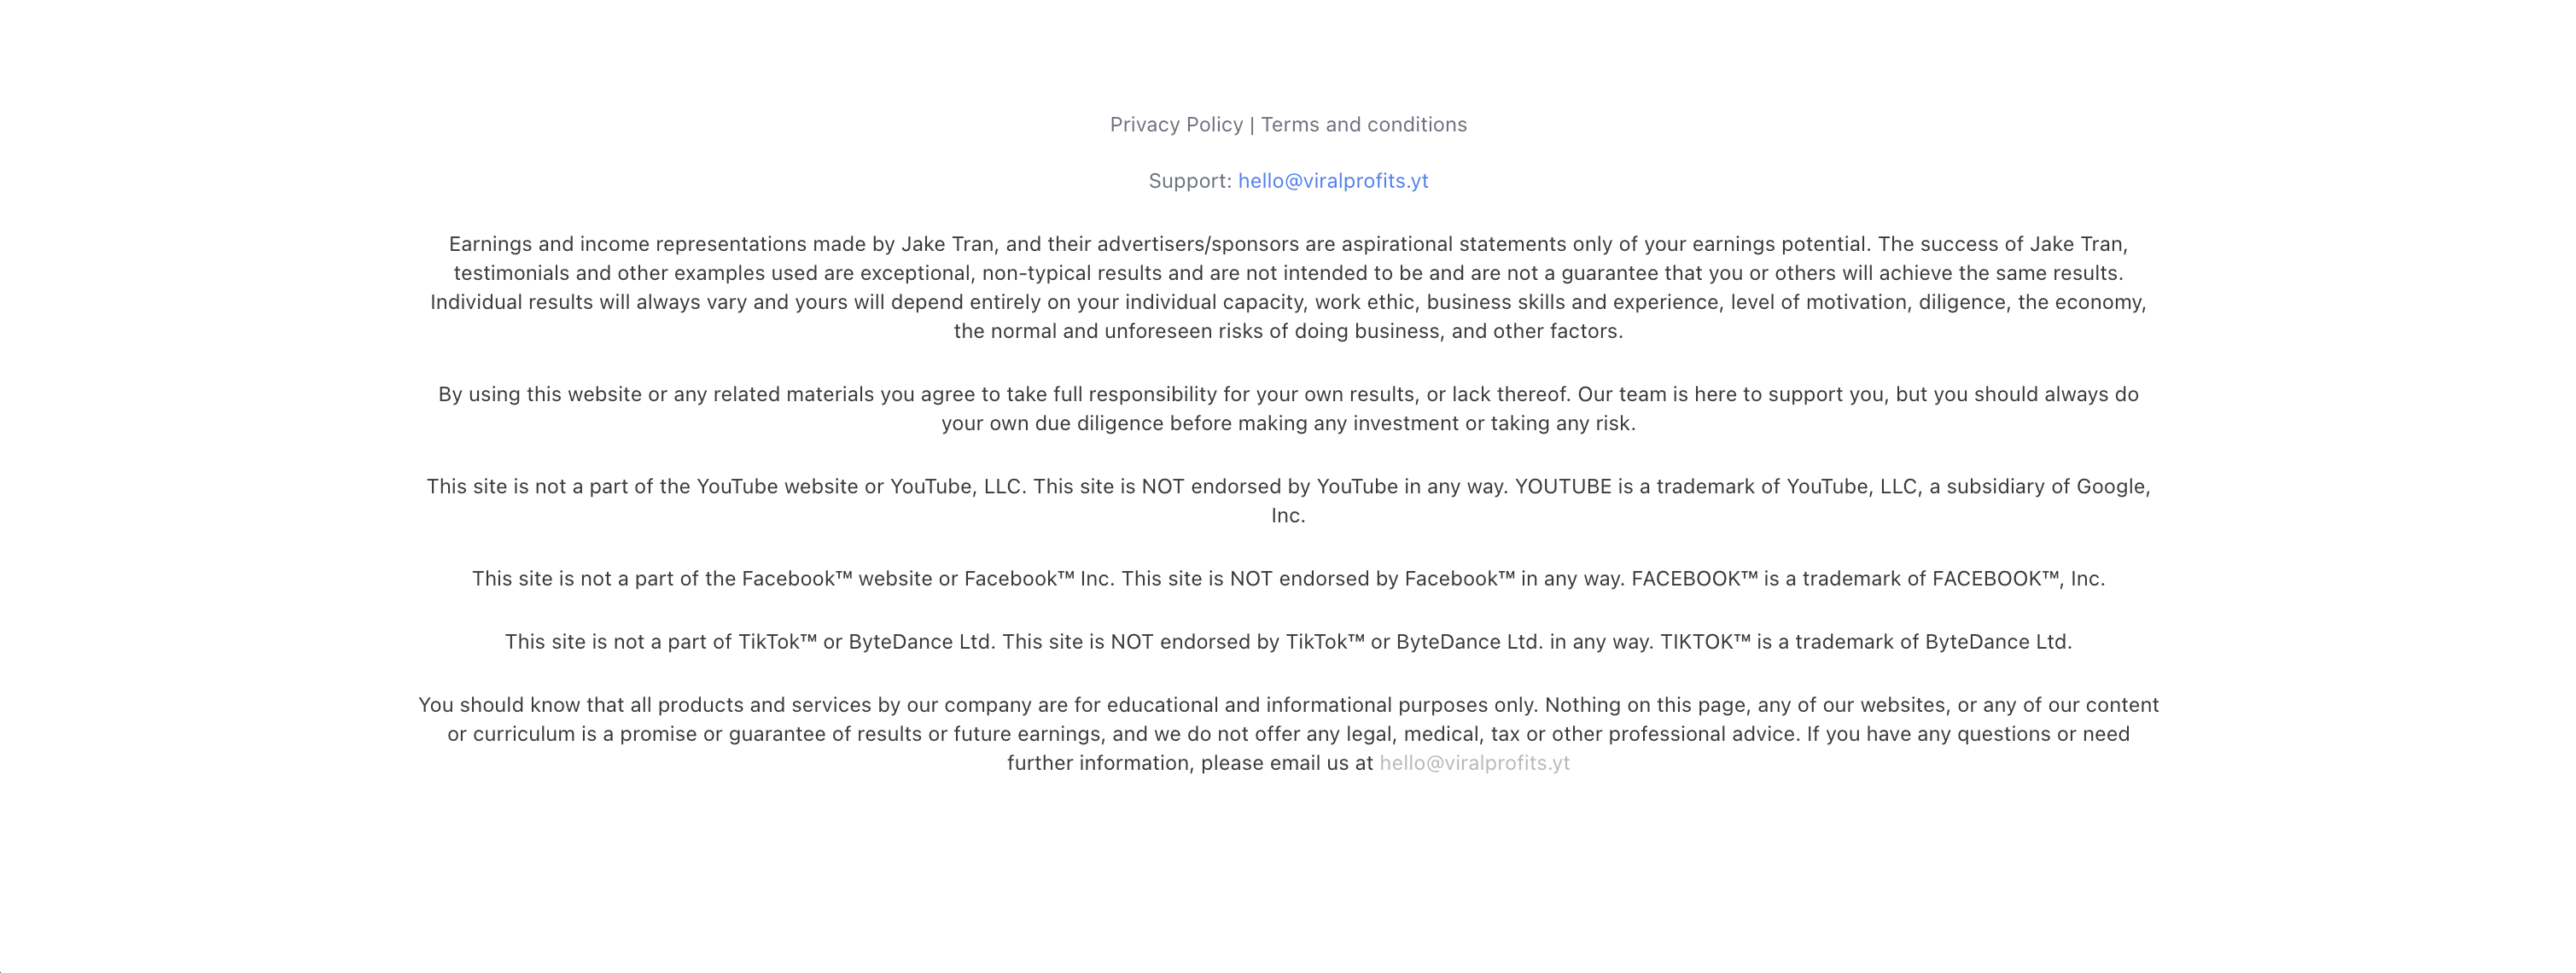 Privacy Policy | Terms and conditions
Support: hello@viralprofits.yt
Earnings and income representations made by Jake Tran, and their advertisers/sponsors are aspirational statements only of your earnings potential. The success of Jake Tran,
testimonials and other examples used are exceptional, non-typical results and are not intended to be and are not a guarantee that you or others will achieve the same results.
Individual results will always vary and yours will depend entirely on your individual capacity, work ethic, business skills and experience, level of motivation, diligence, the economy,
the normal and unforeseen risks of doing business, and other factors.
By using this website or any related materials you agree to take full responsibility for your own results, or lack thereof. Our team is here to support you, but you should always do
your own due diligence before making any investment or taking any risk.
This site is not a part of the YouTube website or YouTube, LLC. This site is NOT endorsed by YouTube in any way. YOUTUBE is a trademark of YouTube, LLC, a subsidiary of Google,
Inc.
This site is not a part of the Facebook™ website or Facebook™ Inc. This site is NOT endorsed by Facebook™ in any way. FACEBOOK™ is a trademark of FACEBOOK™, Inc.
This site is not a part of TikTok™ or ByteDance Ltd. This site is NOT endorsed by TikTok™ or ByteDance Ltd. in any way. TIKTOK™ is a trademark of ByteDance Ltd.
You should know that all products and services by our company are for educational and informational purposes only. Nothing on this page, any of our websites, or any of our content
or curriculum is a promise or guarantee of results or future earnings, and we do not offer any legal, medical, tax or other professional advice. If you have any questions or need
further information, please email us at hello@viralprofits.yt